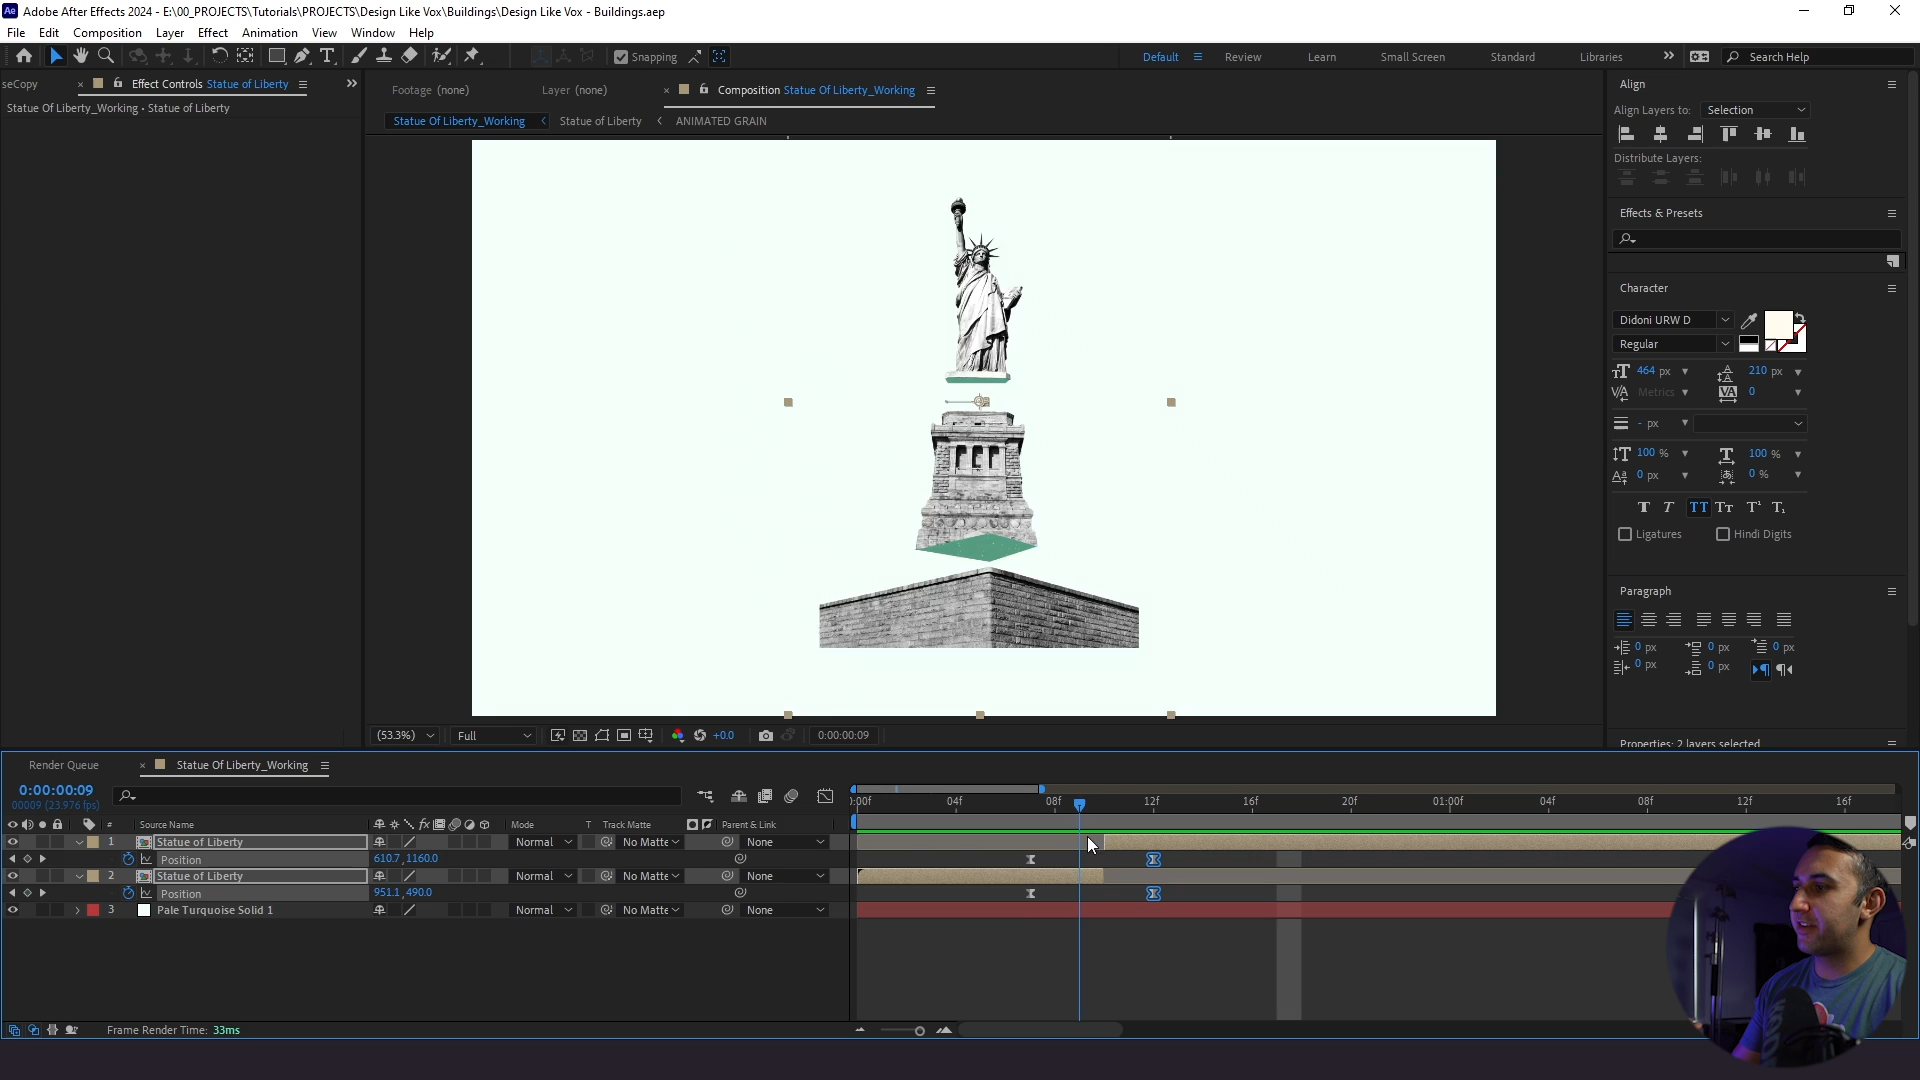 Adobe After Effects 2024 - E:\00_PROJECTS\Tutorials\PROJECTS\Design Like Vox\Buildings\Design Like Vox - Buildings.aep
File Edit Composition Layer Effect Animation View Window Help
Snapping
Default Review Learn Small Screen Standard Libraries Search Help
seCopy Effect Controls Statue of Liberty
Statue Of Liberty_Working • Statue of Liberty
Footage (none) Layer (none) Composition Statue Of Liberty_Working
Statue Of Liberty_Working Statue of Liberty ANIMATED GRAIN
Align
Align Layers to: Selection
Distribute Layers:
Effects & Presets
Character
Didoni URW D
Regular
464 px 210 px
Metrics 0
- px
100 % 100 %
0 px 0 %
Ligatures Hindi Digits
Paragraph
0 px 0 px 0 px
0 px 0 px
Properties: 2 layers selected
(53.3%) Full +0.0 0:00:00:09
Render Queue Statue Of Liberty_Working
0:00:00:09
00009 (23.976 fps)
0:00f 04f 08f 12f 16f 20f 01:00f 04f 08f 12f 16f
# Source Name fx Mode T Track Matte Parent & Link
1 Statue of Liberty Normal No Matte None
Position 610.7,1160.0
2 Statue of Liberty Normal No Matte None
Position 951.1,490.0
3 Pale Turquoise Solid 1 Normal No Matte None
Frame Render Time: 33ms